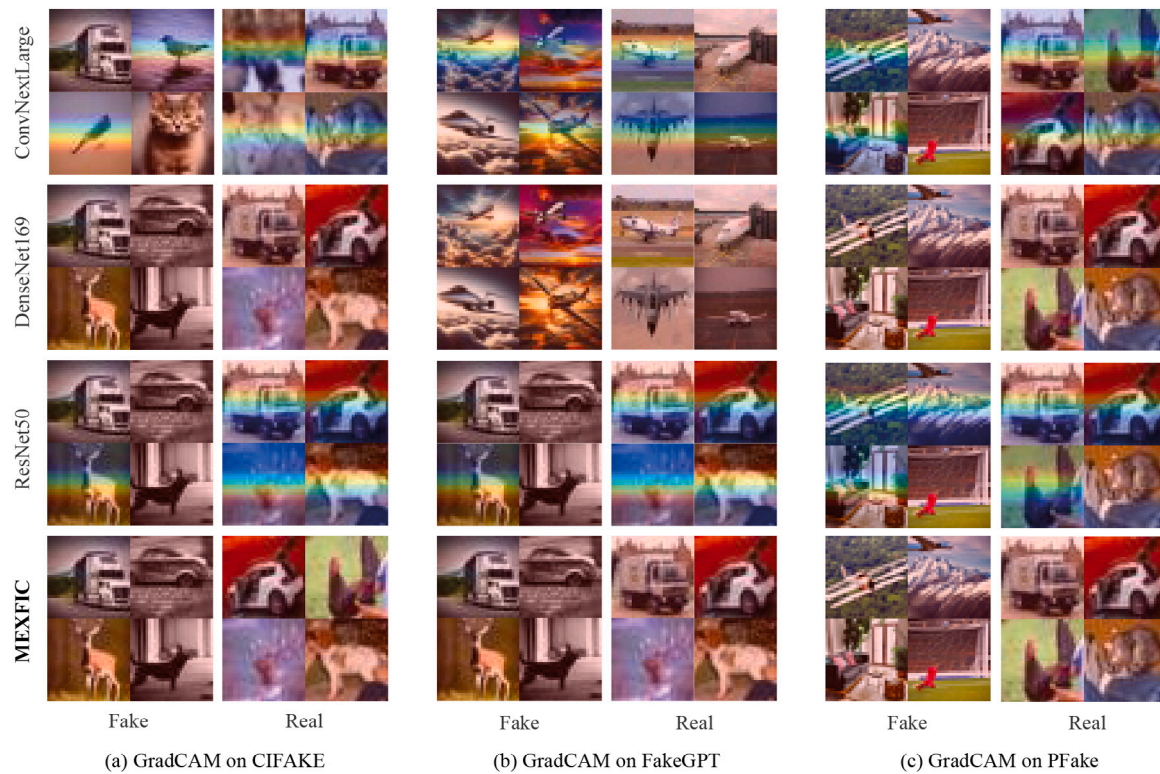 ConvNextLarge
DenseNet169
ResNet50
MEXFIC
Fake
Real
Fake
Real
Fake
Real
(a) GradCAM on CIFAKE
(b) GradCAM on FakeGPT
(c) GradCAM on PFake